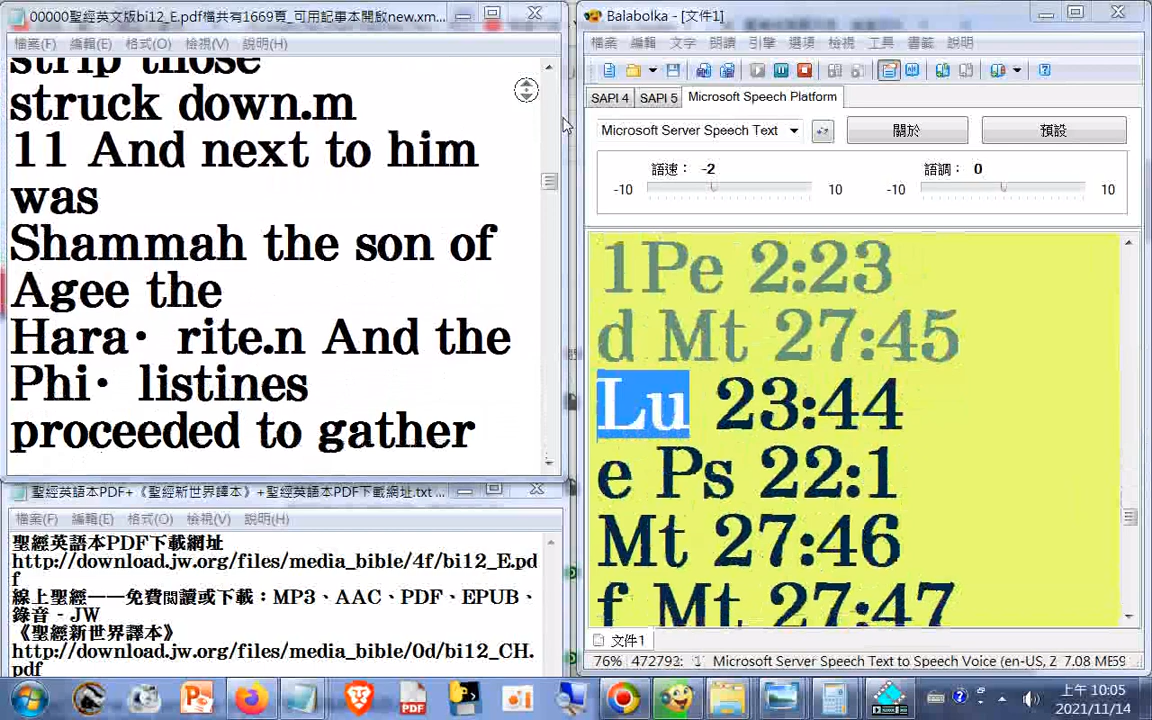 00000聖經英文版bi12_E.pdf檔共有1669頁_可用記事本開啟new.xm...
檔案(F) 編輯(E) 格式(O) 檢視(V) 說明(H)
strip those
struck down.m
11 And next to him
was
Shammah the son of
Agee the
Hara· rite.n And the
Phi· listines
proceeded to gather
聖經英語本PDF+《聖經新世界譯本》+聖經英語本PDF下載網址.txt ...
檔案(F) 編輯(E) 格式(O) 檢視(V) 說明(H)
聖經英語本PDF下載網址
http://download.jw.org/files/media_bible/4f/bi12_E.pd
f
線上聖經——免費閱讀或下載：MP3、AAC、PDF、EPUB、
錄音 - JW
《聖經新世界譯本》
http://download.jw.org/files/media_bible/0d/bi12_CH.
pdf
Balabolka - [文件1]
檔案 編輯 文字 朗讀 引擎 選項 檢視 工具 書籤 說明
SAPI 4 SAPI 5 Microsoft Speech Platform
Microsoft Server Speech Text 關於 預設
語速： -2 語調： 0
-10 10 -10 10
1Pe 2:23
d Mt 27:45
Lu 23:44
e Ps 22:1
Mt 27:46
f Mt 27:47
文件1
76% 472792: 1 Microsoft Server Speech Text to Speech Voice (en-US, Z 7.08 ME59
上午 10:05
2021/11/14